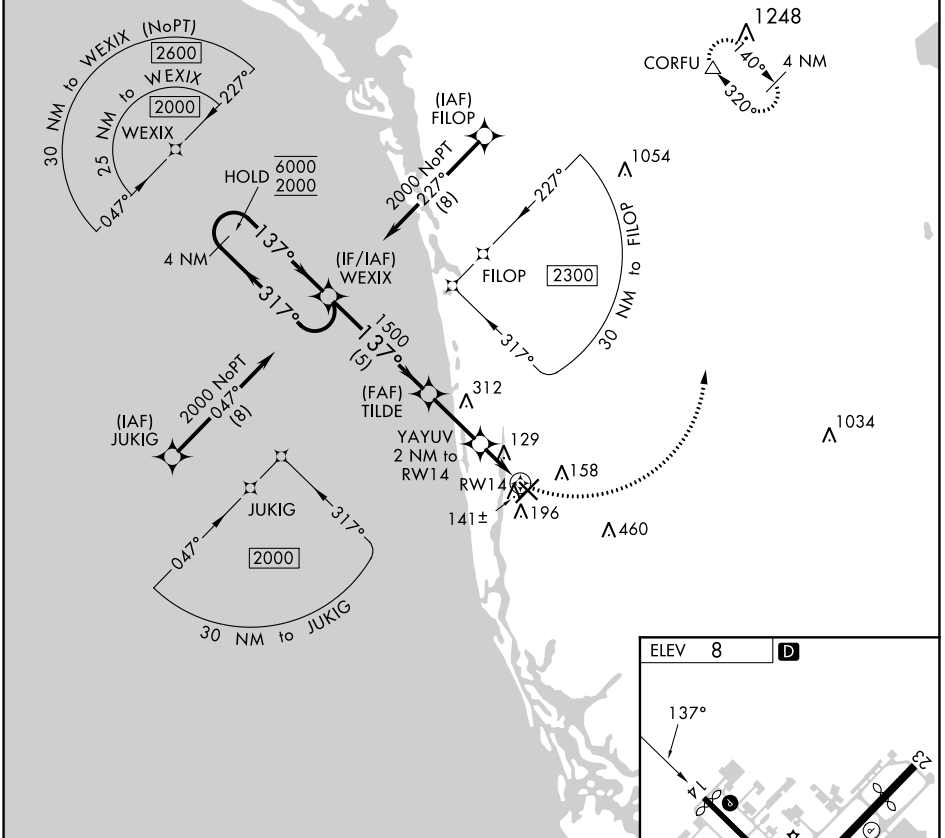 30 NM to WEXIX (NoPT)
2600
25 NM to WEXIX
2000
227°
WEXIX
047°
1248
CORFU
140°
4 NM
320°
(IAF)
FILOP
2000 NoPT
227°
(8)
1054
HOLD
6000
2000
4 NM
137°
317°
(IF/IAF)
WEXIX
1500
137°
(5)
227°
FILOP
2300
317°
30 NM to FILOP
(IAF)
JUKIG
2000 NoPT
047°
(8)
(FAF)
TILDE
312
YAYUV
2 NM to
RW14
129
RW14
158
141±
196
460
1034
JUKIG
047°
317°
2000
30 NM to JUKIG
ELEV 8
D
137°
14
P
23
P